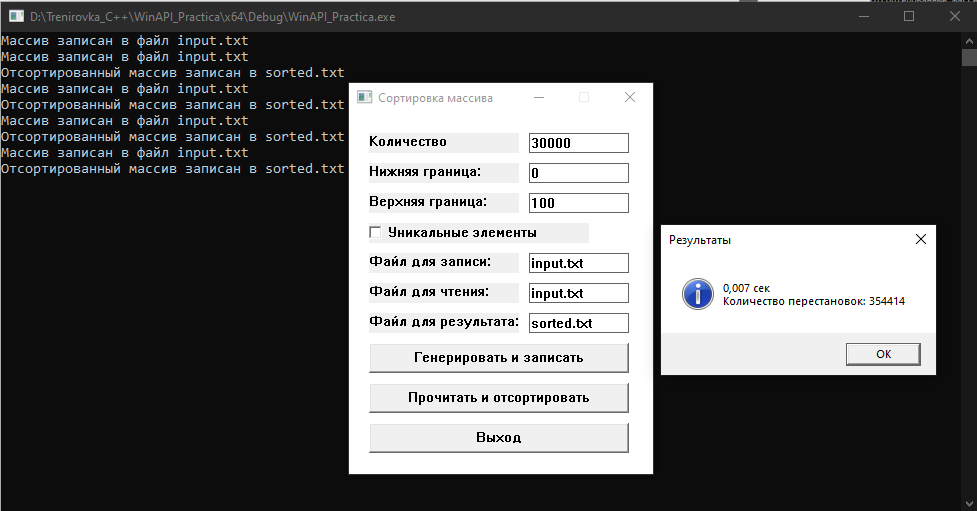 D:\Trenirovka_C++\WinAPI_Practica\x64\Debug\WinAPI_Practica.exe
Массив записан в файл input.txt
Массив записан в файл input.txt
Отсортированный массив записан в sorted.txt
Массив записан в файл input.txt
Отсортированный массив записан в sorted.txt
Массив записан в файл input.txt
Отсортированный массив записан в sorted.txt
Массив записан в файл input.txt
Отсортированный массив записан в sorted.txt
Сортировка массива
Количество 30000
Нижняя граница: 0
Верхняя граница: 100
Уникальные элементы
Файл для записи: input.txt
Файл для чтения: input.txt
Файл для результата: sorted.txt
Генерировать и записать
Прочитать и отсортировать
Выход
Результаты
0,007 сек
Количество перестановок: 354414
OK